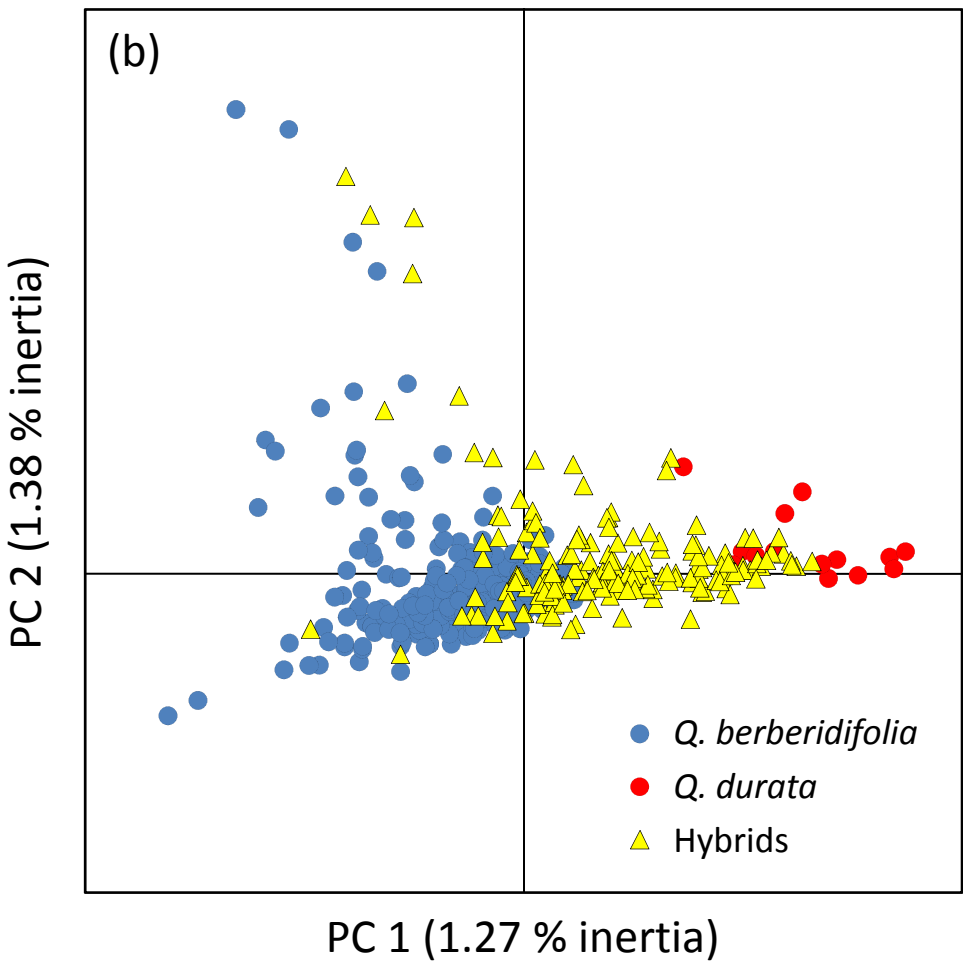 (b)
PC 2 (1.38 % inertia)
Q. berberidifolia
Q. durata
Hybrids
PC 1 (1.27 % inertia)